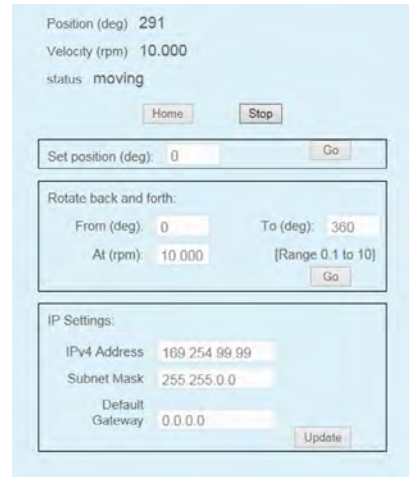 Position (deg) 291
Velocity (rpm) 10.000
status moving
Home Stop
Set position (deg): 0 Go
Rotate back and forth:
From (deg): 0 To (deg): 360
At (rpm): 10.000 [Range 0.1 to 10]
Go
IP Settings:
IPv4 Address 169.254.99.99
Subnet Mask 255.255.0.0
Default
Gateway 0.0.0.0
Update